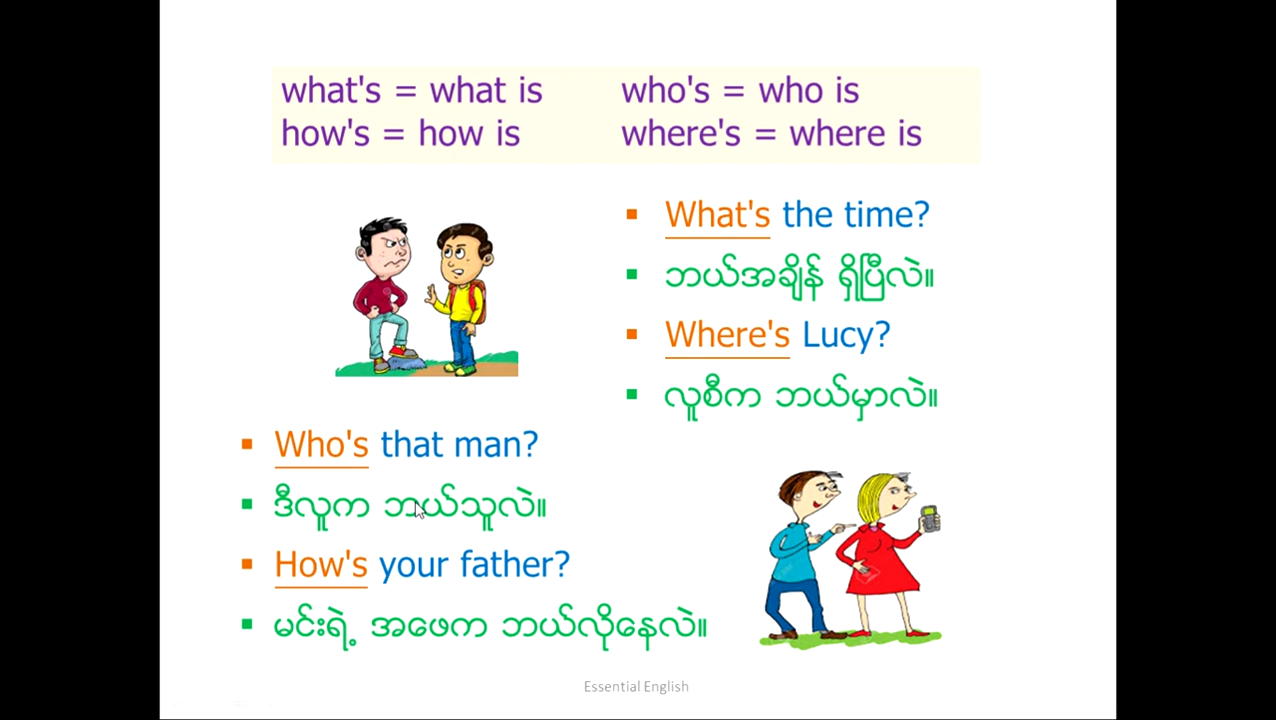 what's = what is who's = who is
how's = how is where's = where is
What's the time?
ဘယ်အချိန် ရှိပြီလဲ။
Where's Lucy?
လူစီက ဘယ်မှာလဲ။
Who's that man?
ဒီလူက ဘယ်သူလဲ။
How's your father?
မင်းရဲ့ အဖေက ဘယ်လိုနေလဲ။
Essential English